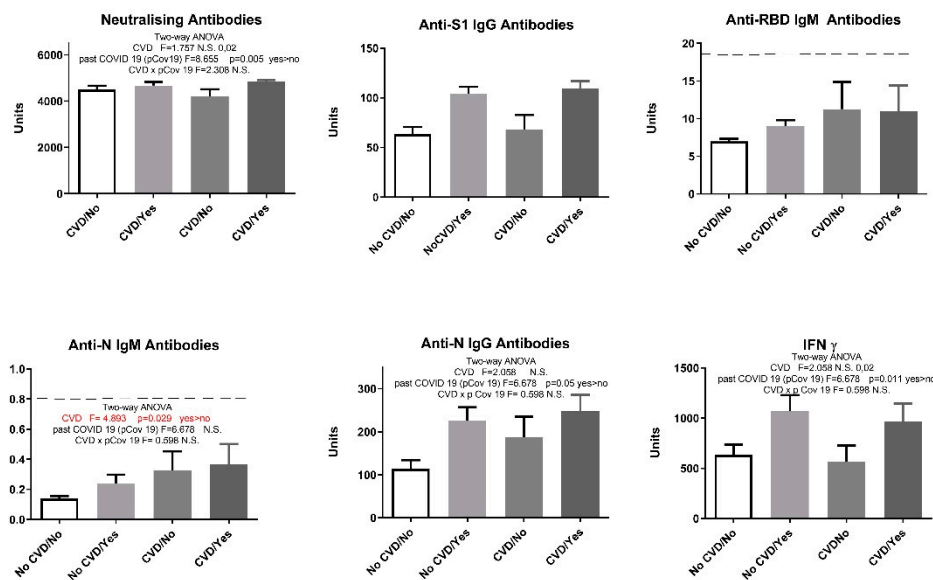 Neutralising Antibodies
Two-way ANOVA
CVD F=1.757 N.S. 0,02
past COVID 19 (pCov19) F=8.655 p=0.005 yes>no
CVD x pCov 19 F=2.308 N.S.
6000
4000
2000
0
Units
CVD/No
CVD/Yes
CVD/No
CVD/Yes
Anti-S1 IgG Antibodies
150
100
50
0
Units
No CVD/No
NoCVD/Yes
CVD/No
CVD/Yes
Anti-RBD IgM Antibodies
20
15
10
5
0
Units
No CVD/No
No CVD/Yes
CVD/No
CVD/Yes
Anti-N IgM Antibodies
Two-way ANOVA
CVD F= 4.893 p=0.029 yes>no
past COVID 19 (pCov 19) F=6.678 N.S.
CVD x pCov 19 F= 0.598 N.S.
1.0
0.8
0.6
0.4
0.2
0.0
Units
No CVD/No
No CVD/Yes
CVD/No
CVD/Yes
Anti-N IgG Antibodies
Two-way ANOVA
CVD F=2.058 N.S.
past COVID 19 (pCov 19) F=6.678 p=0.05 yes>no
CVD x p Cov 19 F= 0.598 N.S.
300
200
100
0
Units
No CVD/No
No CVD/Yes
CVD/No
CVD/Yes
IFN γ
Two-way ANOVA
CVD F=2.058 N.S. 0,02
past COVID 19 (pCov 19) F=6.678 p=0.011 yes>no
CVD x p Cov 19 F= 0.598 N.S.
1500
1000
500
0
Units
No CVD/No
No CVD/Yes
CVDNo
CVD/Yes